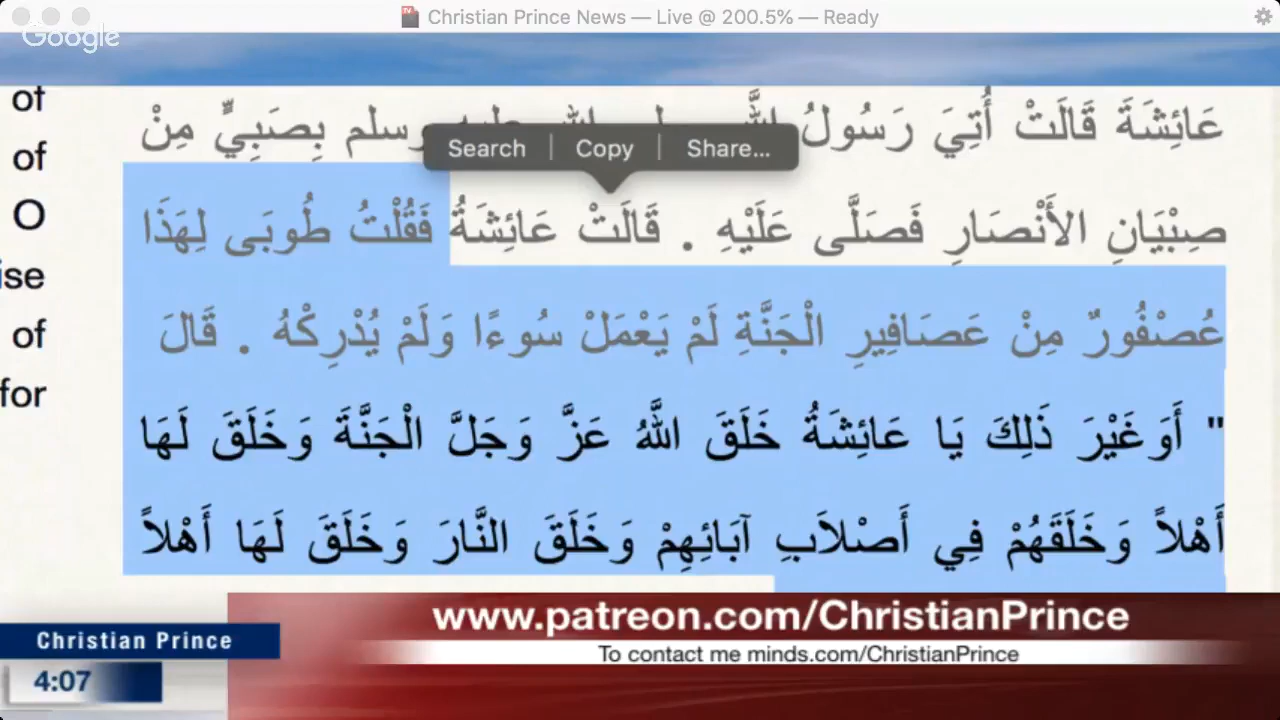 Christian Prince News — Live @ 200.5% — Ready
Google
of
of
O
ise
of
for
عَائِشَةَ قَالَتْ أُتِيَ رَسُولُ اللَّهِ صلى الله عليه وسلم بِصَبِيٍّ مِنْ
Search Copy Share...
صِبْيَانِ الأَنْصَارِ فَصَلَّى عَلَيْهِ . قَالَتْ عَائِشَةُ فَقُلْتُ طُوبَى لِهَذَا
عُصْفُورٌ مِنْ عَصَافِيرِ الْجَنَّةِ لَمْ يَعْمَلْ سُوءًا وَلَمْ يُدْرِكْهُ . قَالَ
" أَوَغَيْرَ ذَلِكَ يَا عَائِشَةُ خَلَقَ اللَّهُ عَزَّ وَجَلَّ الْجَنَّةَ وَخَلَقَ لَهَا
أَهْلاً وَخَلَقَهُمْ فِي أَصْلاَبِ آبَائِهِمْ وَخَلَقَ النَّارَ وَخَلَقَ لَهَا أَهْلاً
www.patreon.com/ChristianPrince
Christian Prince
To contact me minds.com/ChristianPrince
4:07